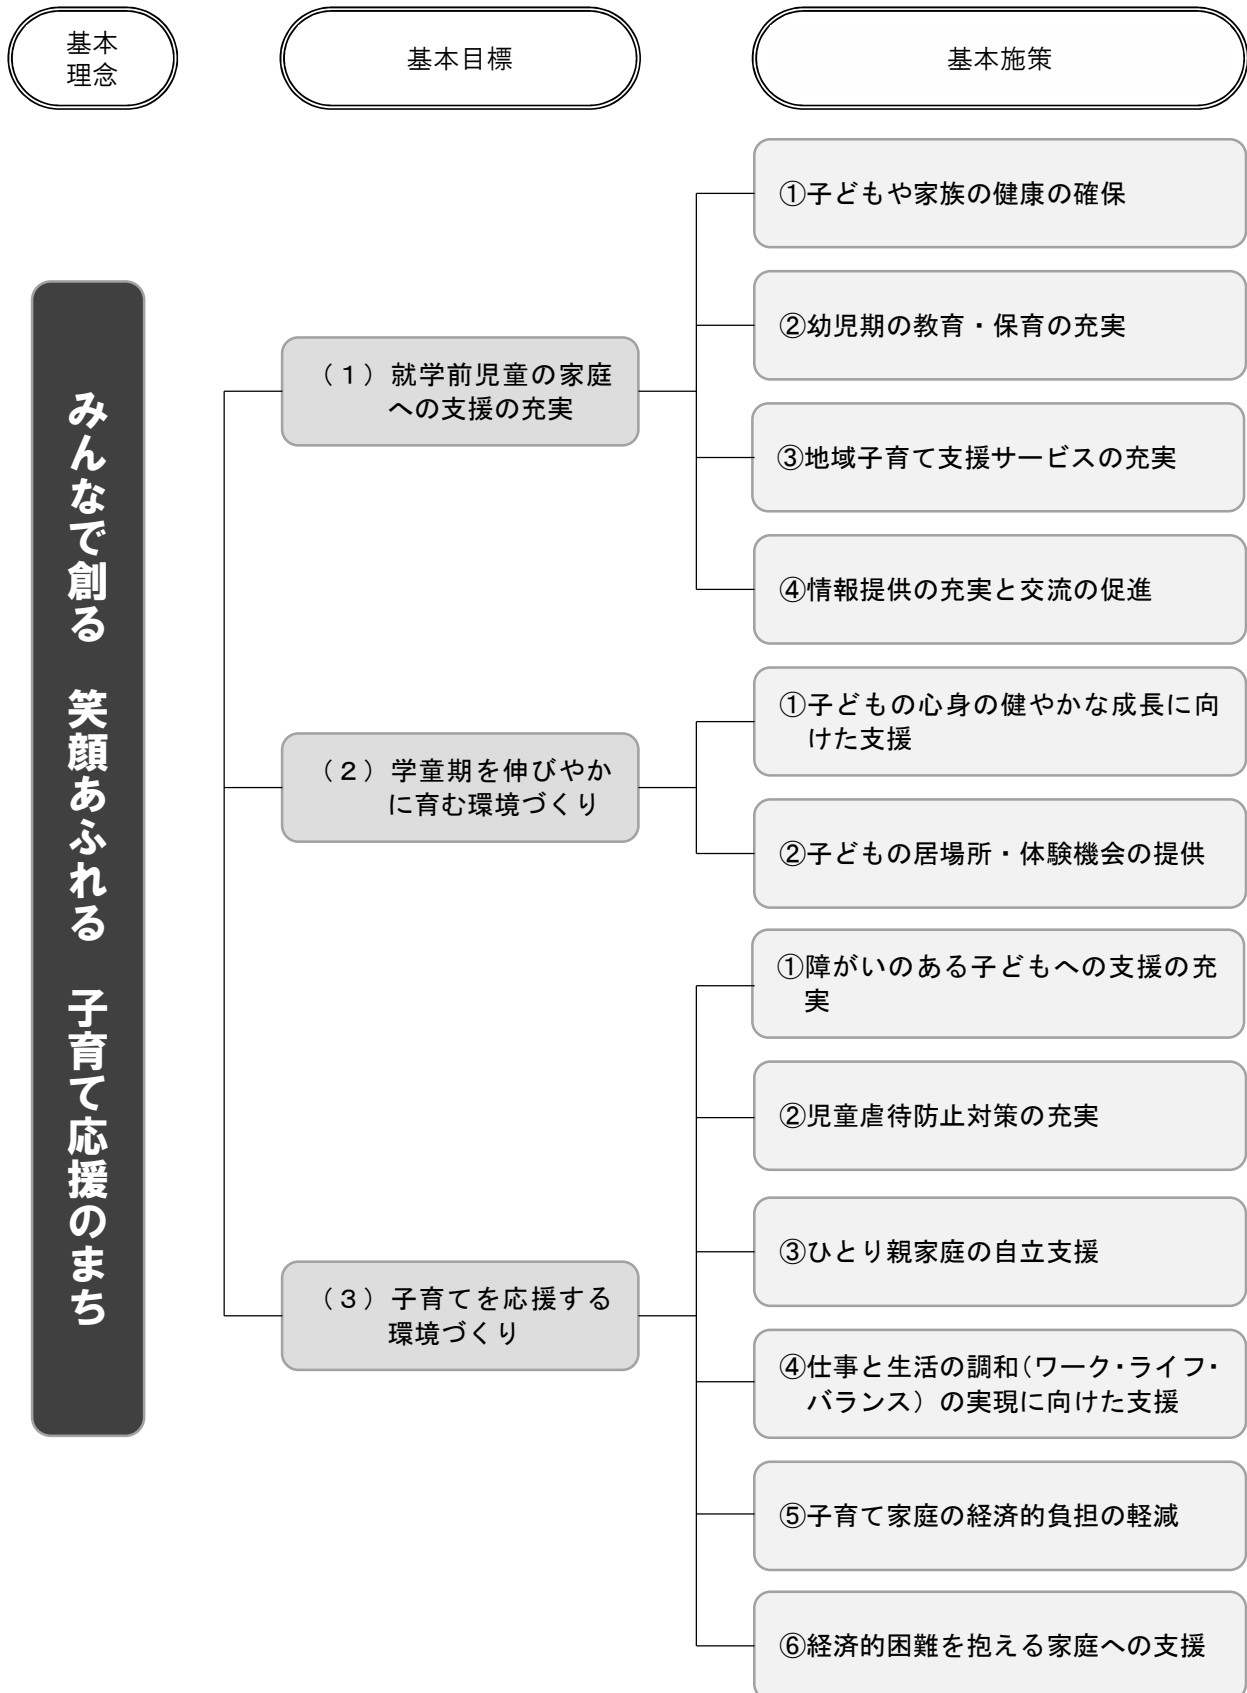 基本
理念
基本目標
基本施策
みんなで創る　笑顔あふれる　子育て応援のまち
（１）就学前児童の家庭
への支援の充実
①子どもや家族の健康の確保
②幼児期の教育・保育の充実
③地域子育て支援サービスの充実
④情報提供の充実と交流の促進
（２）学童期を伸びやか
に育む環境づくり
①子どもの心身の健やかな成長に向
けた支援
②子どもの居場所・体験機会の提供
（３）子育てを応援する
環境づくり
①障がいのある子どもへの支援の充
実
②児童虐待防止対策の充実
③ひとり親家庭の自立支援
④仕事と生活の調和（ワーク・ライフ・
バランス）の実現に向けた支援
⑤子育て家庭の経済的負担の軽減
⑥経済的困難を抱える家庭への支援